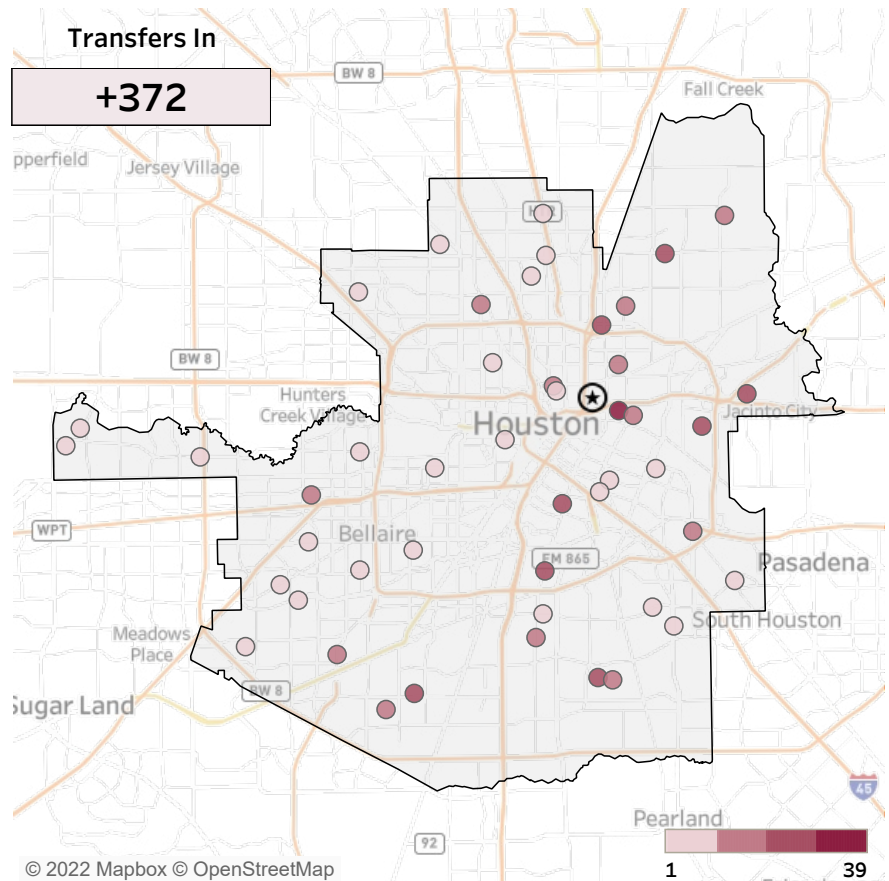 Transfers In
+372
BW 8
Fall Creek
pperfield
Jersey Village
BW 8
Hunters
Creek Village
Houston
Jacinto City
WPT
Bellaire
FM 865
Pasadena
South Houston
Meadows
Place
Sugar Land
BW 8
45
Pearland
92
1
39
© 2022 Mapbox © OpenStreetMap